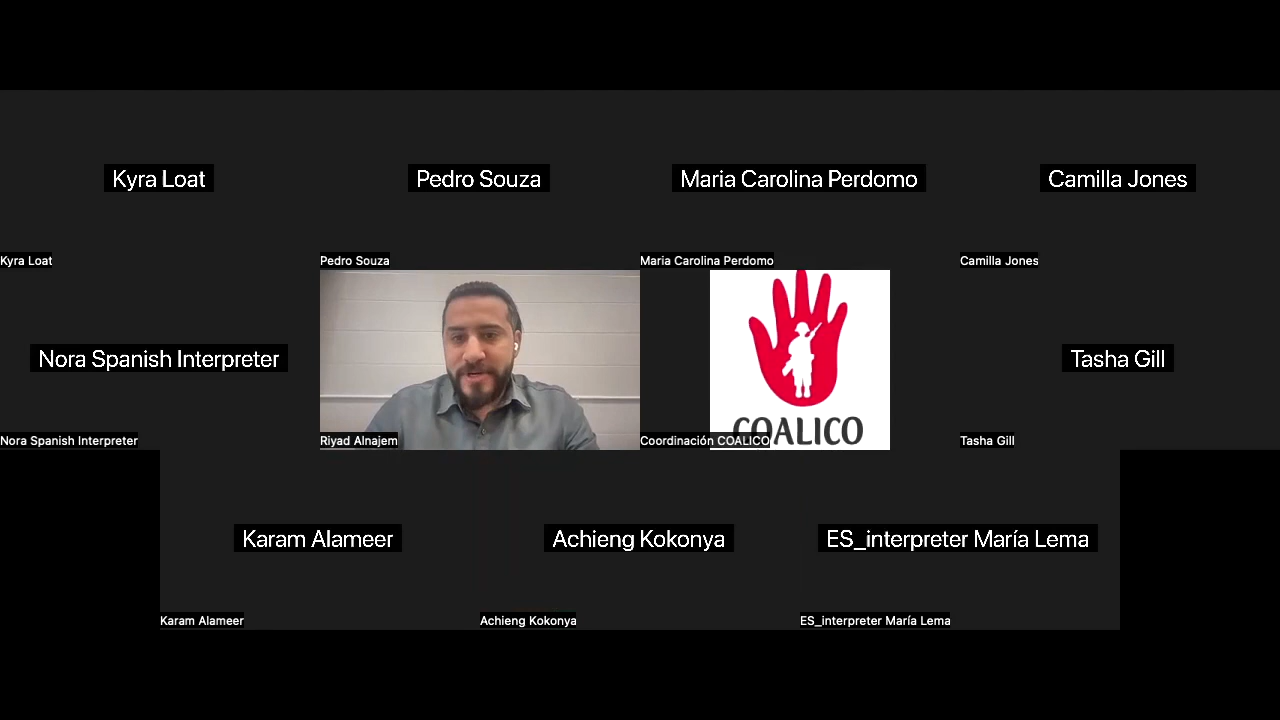 Kyra Loat
Pedro Souza
Maria Carolina Perdomo
Camilla Jones
Kyra Loat
Pedro Souza
Maria Carolina Perdomo
Camilla Jones
Nora Spanish Interpreter
Tasha Gill
COALICO
Nora Spanish Interpreter
Riyad Alnajem
Coordinación COALICO
Tasha Gill
Karam Alameer
Achieng Kokonya
ES_interpreter María Lema
Karam Alameer
Achieng Kokonya
ES_interpreter María Lema